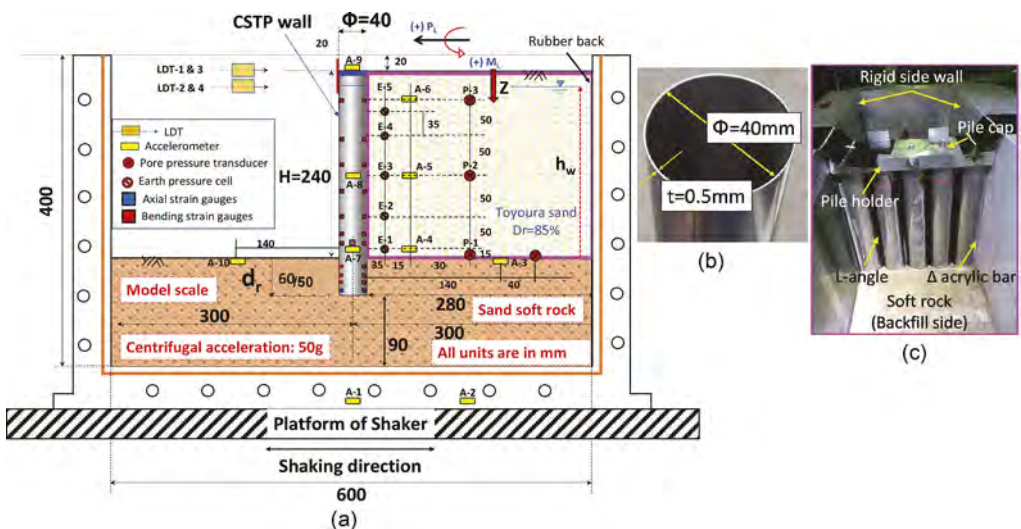 Φ=40
CSTP wall
20
(+) P_L
(+) M_L
Rubber back
A-9
20
LDT-1 & 3
LDT-2 & 4
Z
E-5
A-6
P-3
50
35
E-4
50
LDT
Accelerometer
Pore pressure transducer
Earth pressure cell
Axial strain gauges
Bending strain gauges
H=240
A-8
E-3
A-5
P-2
h_w
50
E-2
Toyoura sand
Dr=85%
50
400
140
E-1
A-4
P-1
A-7
15
A-10
35
15
30
A-3
d_r
60/50
140
40
Model scale
280
Sand soft rock
300
300
90
Centrifugal acceleration: 50g
All units are in mm
A-1
A-2
Platform of Shaker
Shaking direction
600
(a)
Φ=40mm
t=0.5mm
(b)
Rigid side wall
Pile cap
Pile holder
L-angle
Δ acrylic bar
Soft rock
(Backfill side)
(c)